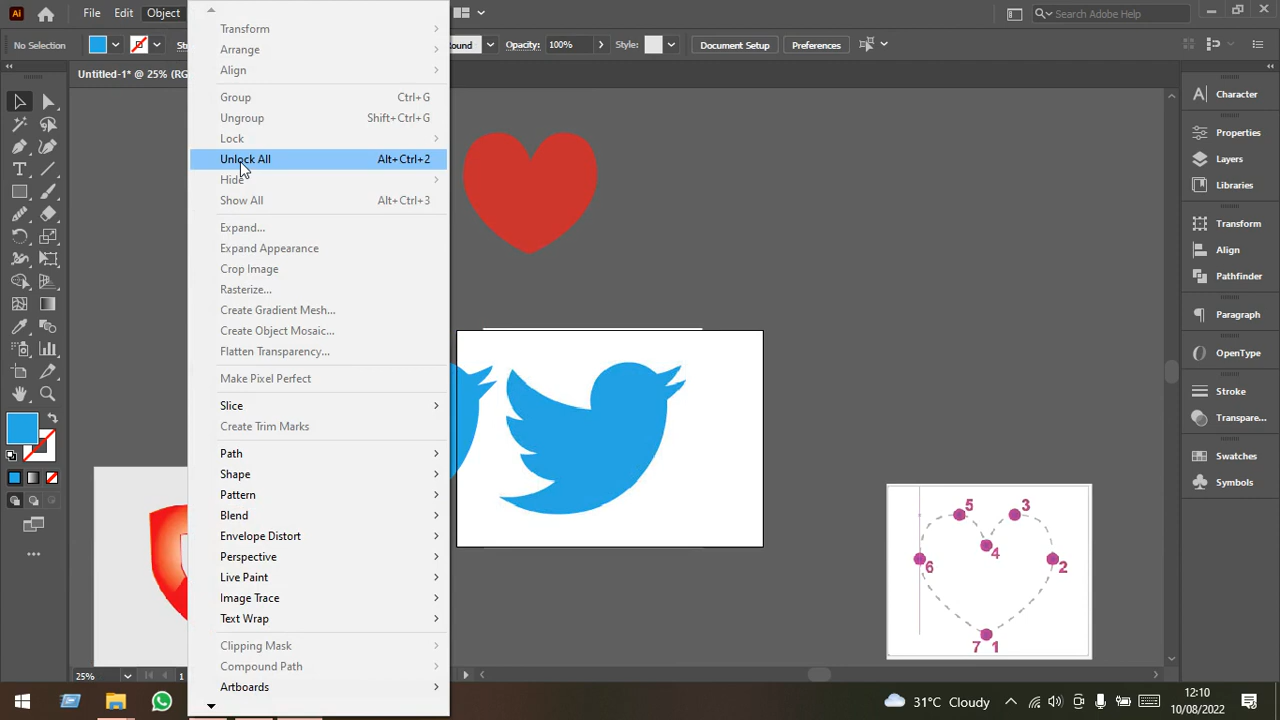 Ai
File
Edit
Object
Search Adobe Help
No Selection
Round
Opacity:
100%
Style:
Document Setup
Preferences
Untitled-1* @ 25% (RG
Transform
Arrange
Align
Group Ctrl+G
Ungroup Shift+Ctrl+G
Lock
Unlock All Alt+Ctrl+2
Hide
Show All Alt+Ctrl+3
Expand...
Expand Appearance
Crop Image
Rasterize...
Create Gradient Mesh...
Create Object Mosaic...
Flatten Transparency...
Make Pixel Perfect
Slice
Create Trim Marks
Path
Shape
Pattern
Blend
Envelope Distort
Perspective
Live Paint
Image Trace
Text Wrap
Clipping Mask
Compound Path
Artboards
Character
Properties
Layers
Libraries
Transform
Align
Pathfinder
Paragraph
OpenType
Stroke
Transpare...
Swatches
Symbols
5 3
4
6 2
7 1
25%
1
31°C Cloudy
12:10
10/08/2022